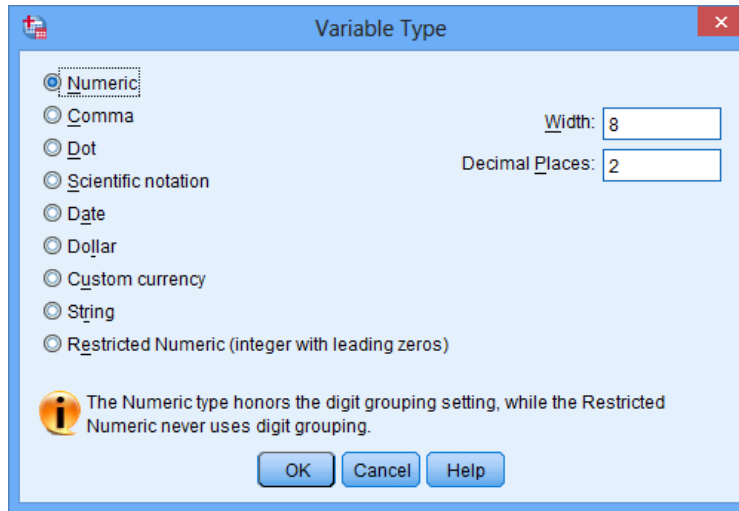 Variable Type
Numeric
Comma
Dot
Scientific notation
Date
Dollar
Custom currency
String
Restricted Numeric (integer with leading zeros)
Width: 8
Decimal Places: 2
The Numeric type honors the digit grouping setting, while the Restricted
Numeric never uses digit grouping.
OK Cancel Help